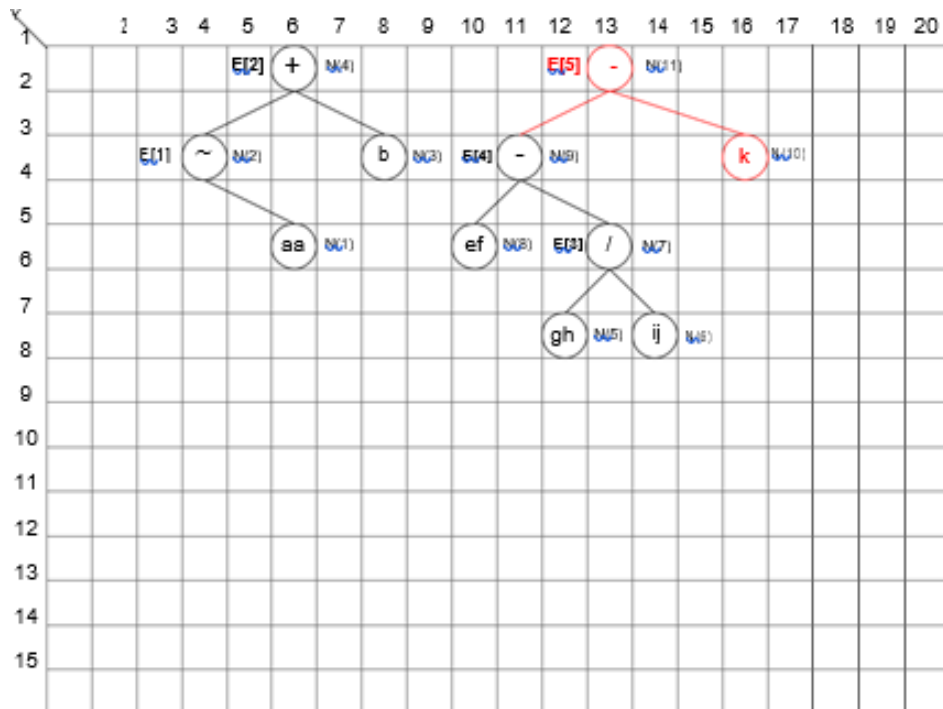 Y
2 3 4 5 6 7 8 9 10 11 12 13 14 15 16 17 18 19 20
1
E[2] + N(4) E[5] - N(11)
2
3
E[1] ~ N(2) b N(3) E[4] - N(9) k N(10)
4
5
aa N(1) ef N(8) E[3] / N(7)
6
7
gh N(5) ij N(6)
8
9
10
11
12
13
14
15